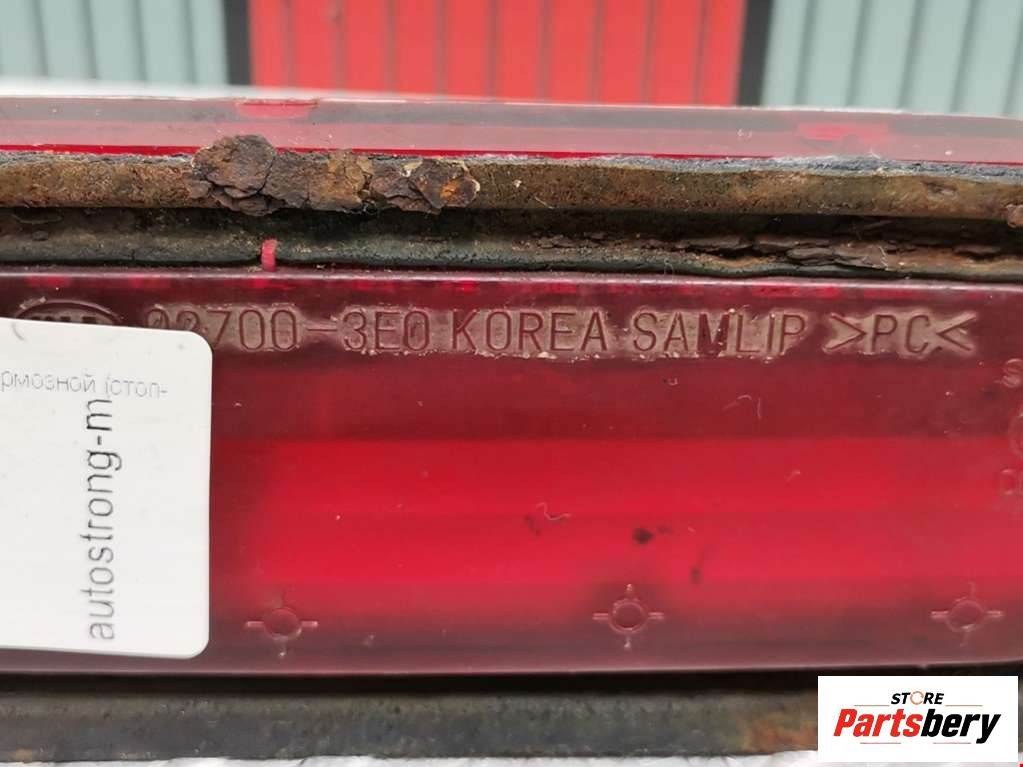 92700-3E0 KOREA SAMLIP >PC<
рмозной (стоп-
autostrong-m
STORE
Partsbery